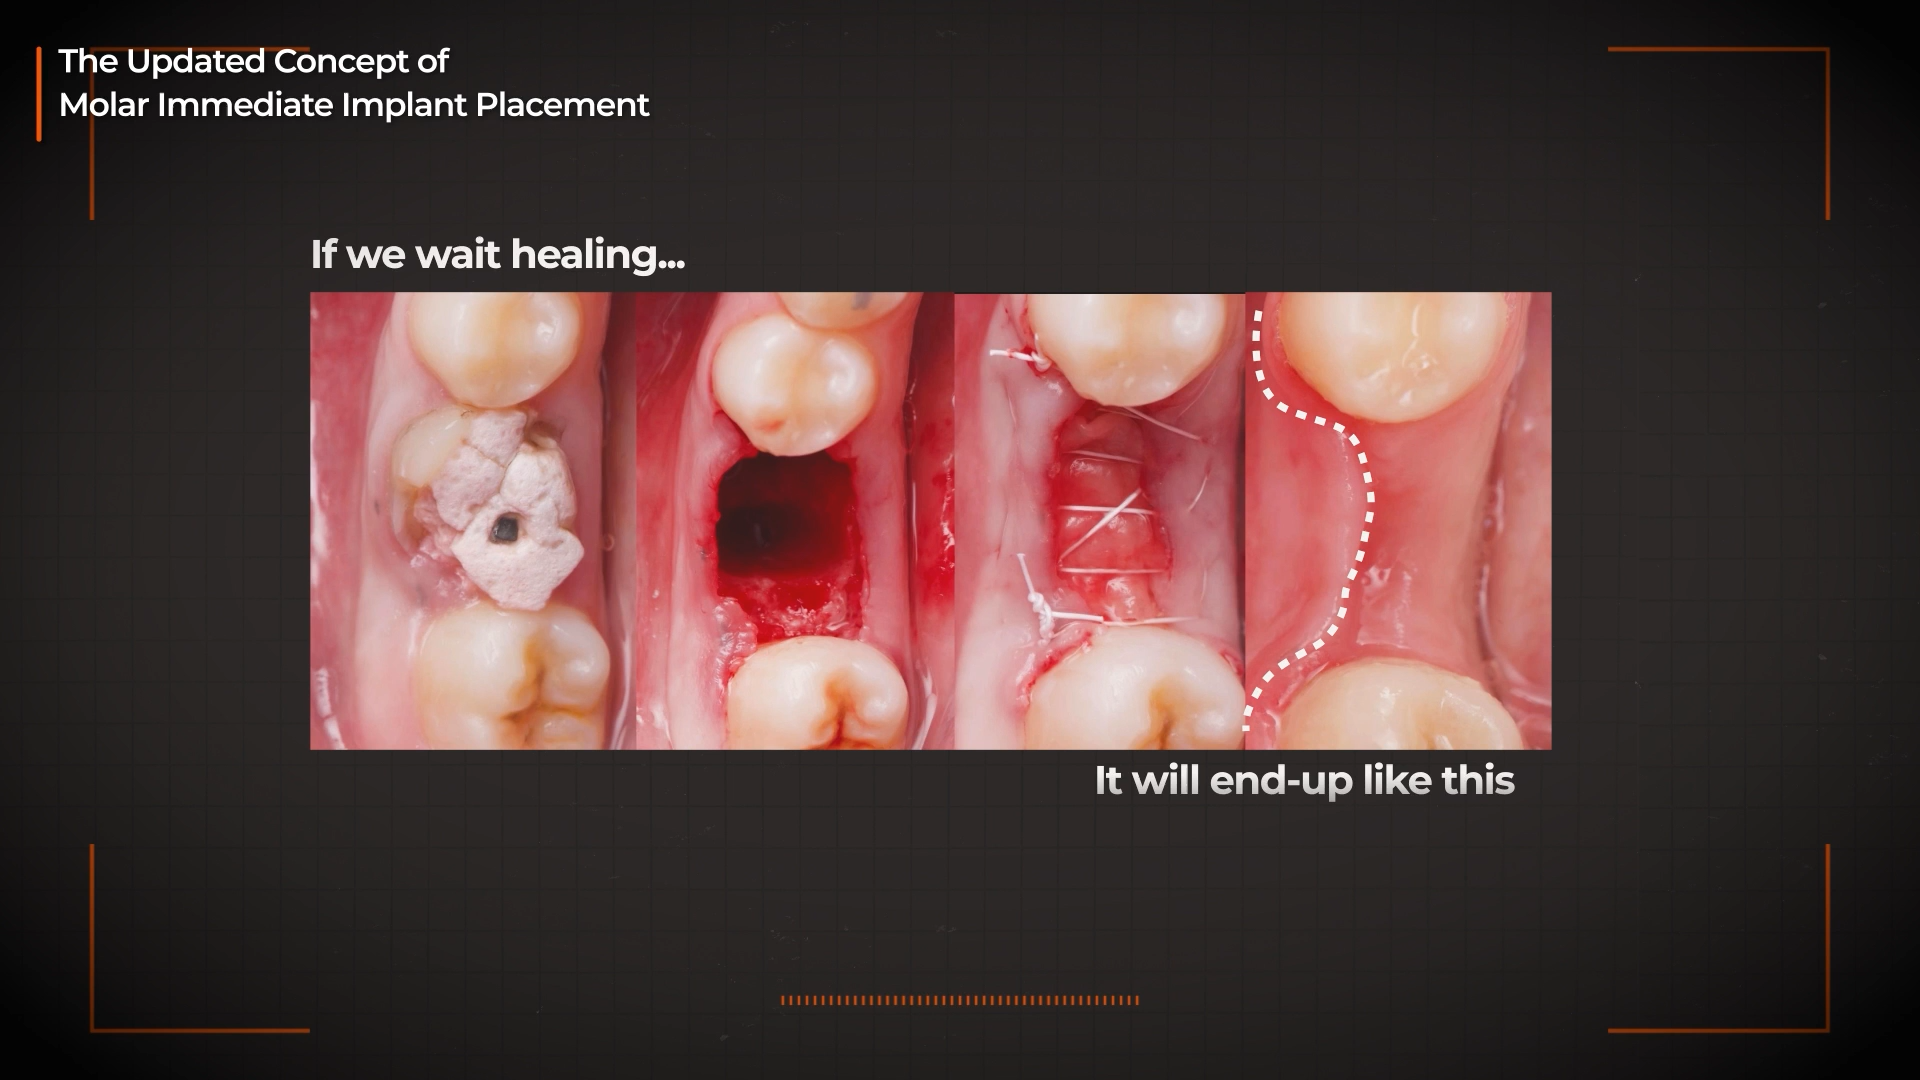 The Updated Concept of
Molar Immediate Implant Placement
If we wait healing...
It will end-up like this